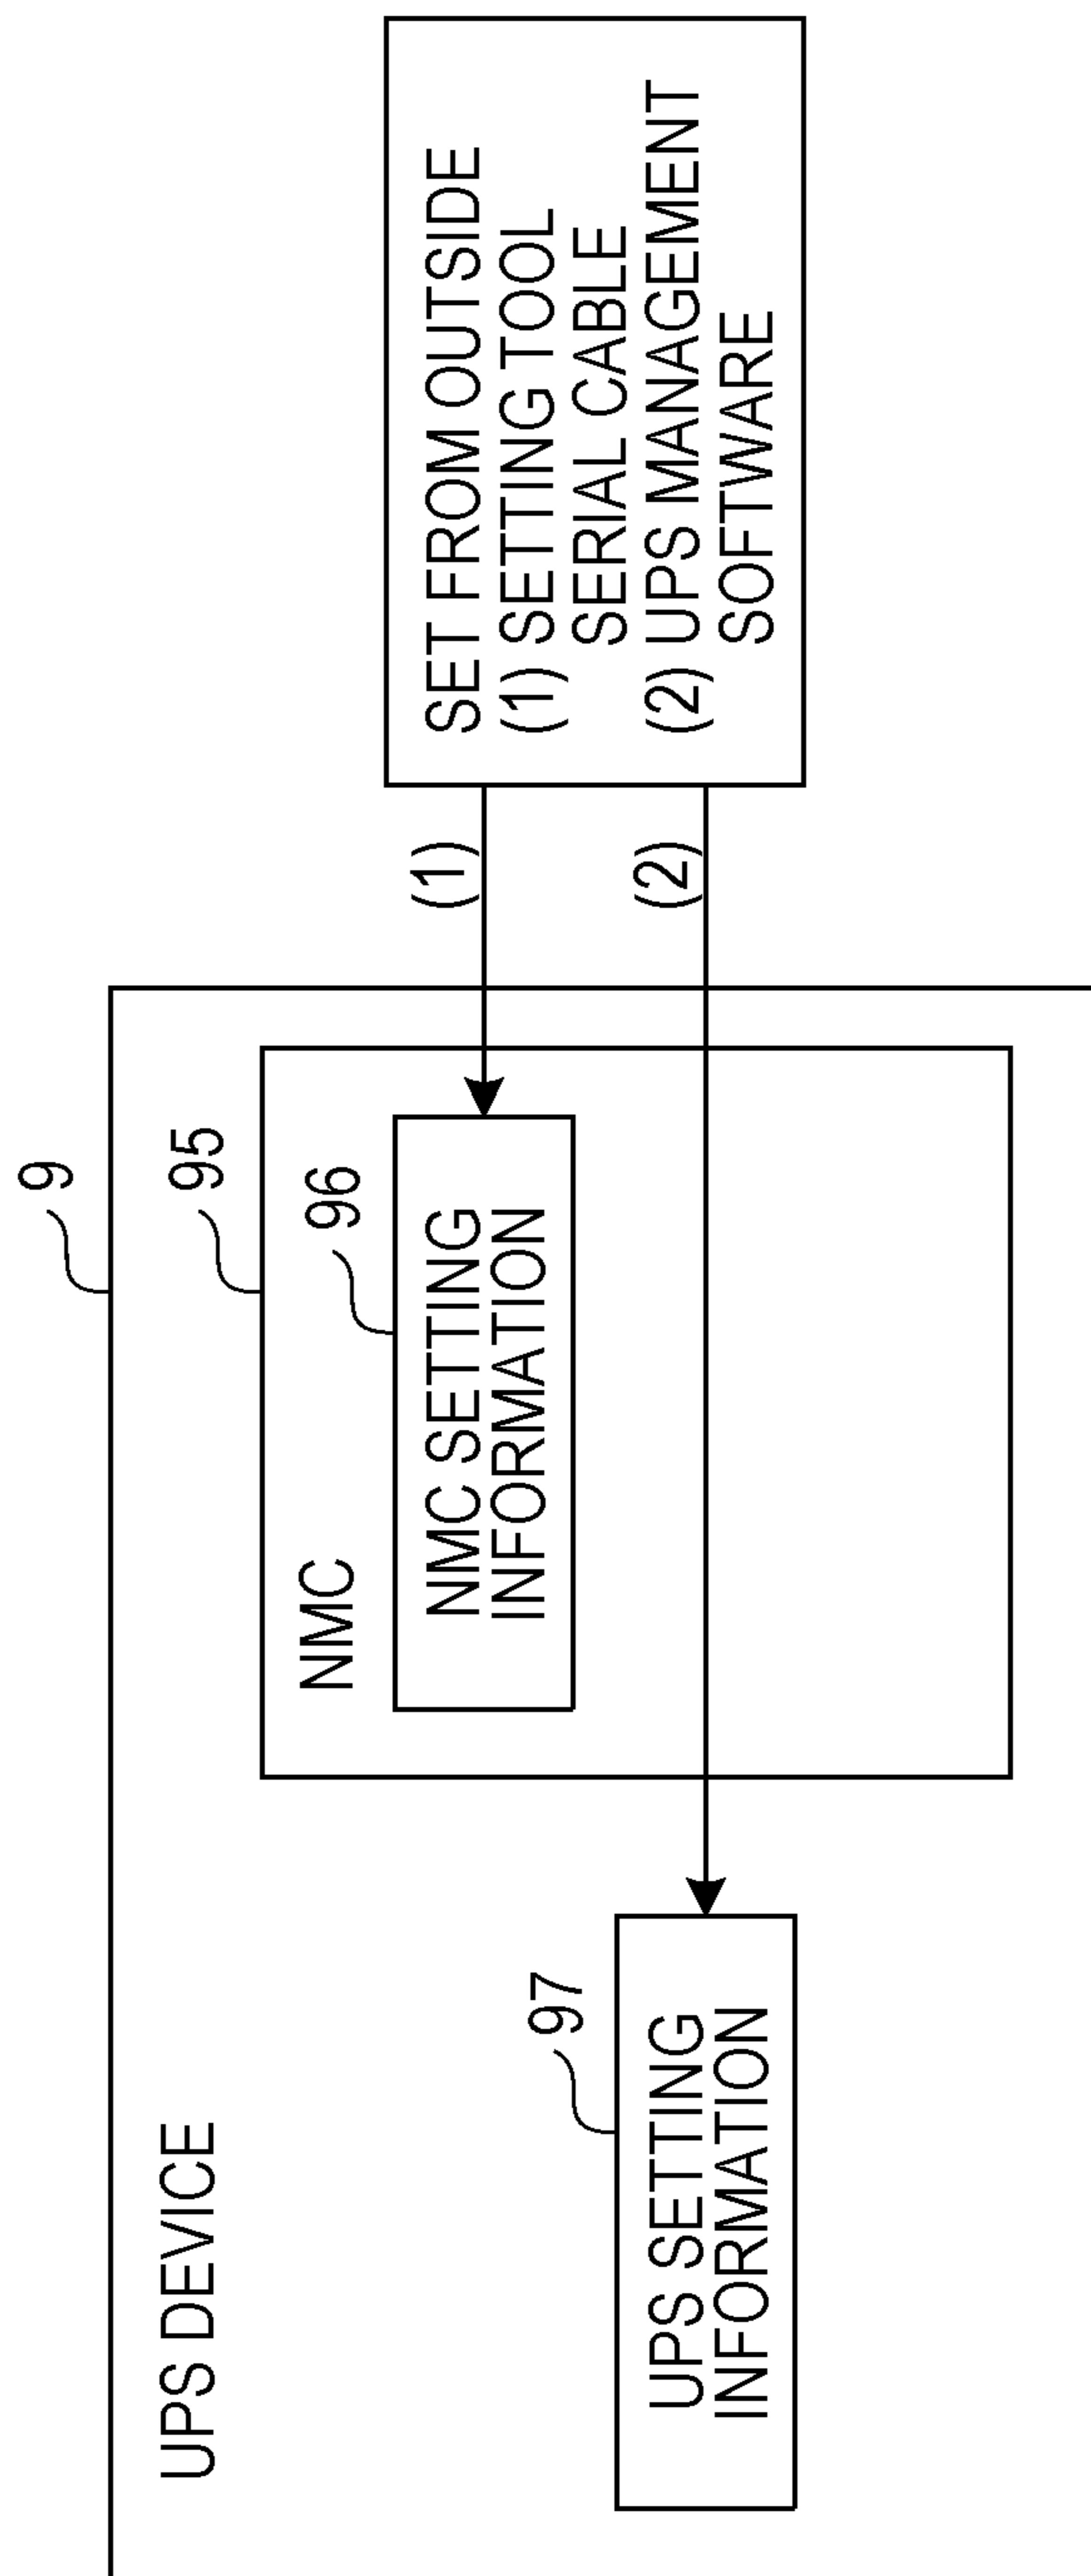 UPS DEVICE
9
NMC
95
NMC SETTING
INFORMATION
96
UPS SETTING
INFORMATION
97
(1)
(2)
SET FROM OUTSIDE
(1) SETTING TOOL
SERIAL CABLE
(2) UPS MANAGEMENT
SOFTWARE